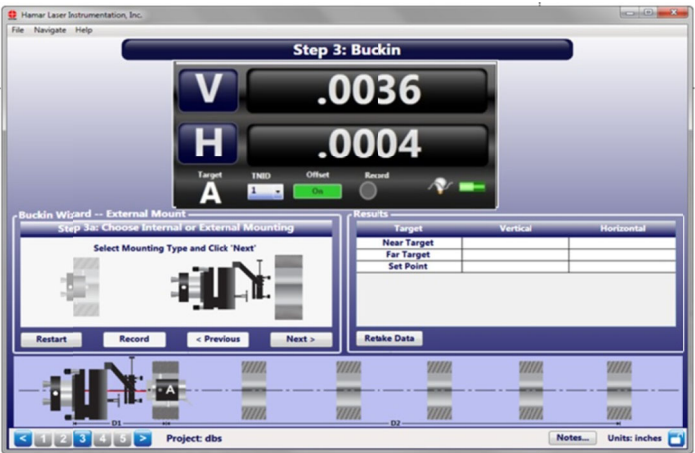 Hamar Laser Instrumentation, Inc.
File Navigate Help
Step 3: Buckin
V .0036
H .0004
Target TNID Offset Record
A 1 On
Buckin Wizard -- External Mount
Step 3a: Choose Internal or External Mounting
Select Mounting Type and Click 'Next'
Restart Record < Previous Next >
Results
Target Vertical Horizontal
Near Target
Far Target
Set Point
Retake Data
A
D1 D2
< 1 2 3 4 5 > Project: dbs Notes... Units: inches